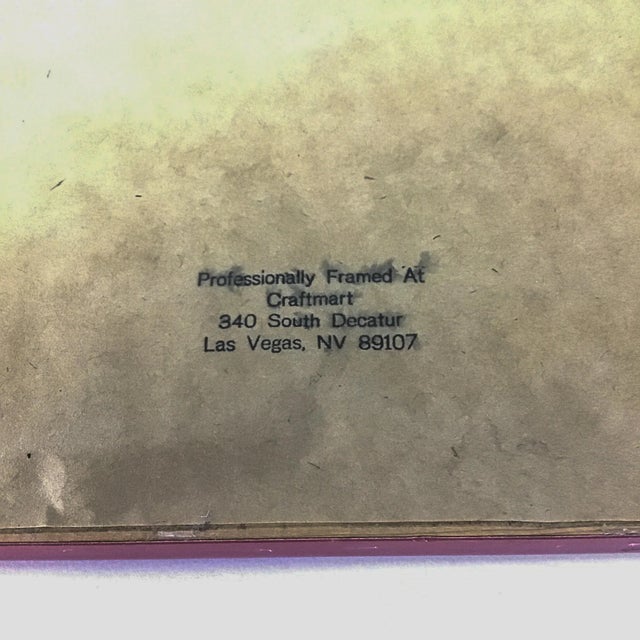 Professionally Framed At
Craftmart
340 South Decatur
Las Vegas, NV 89107